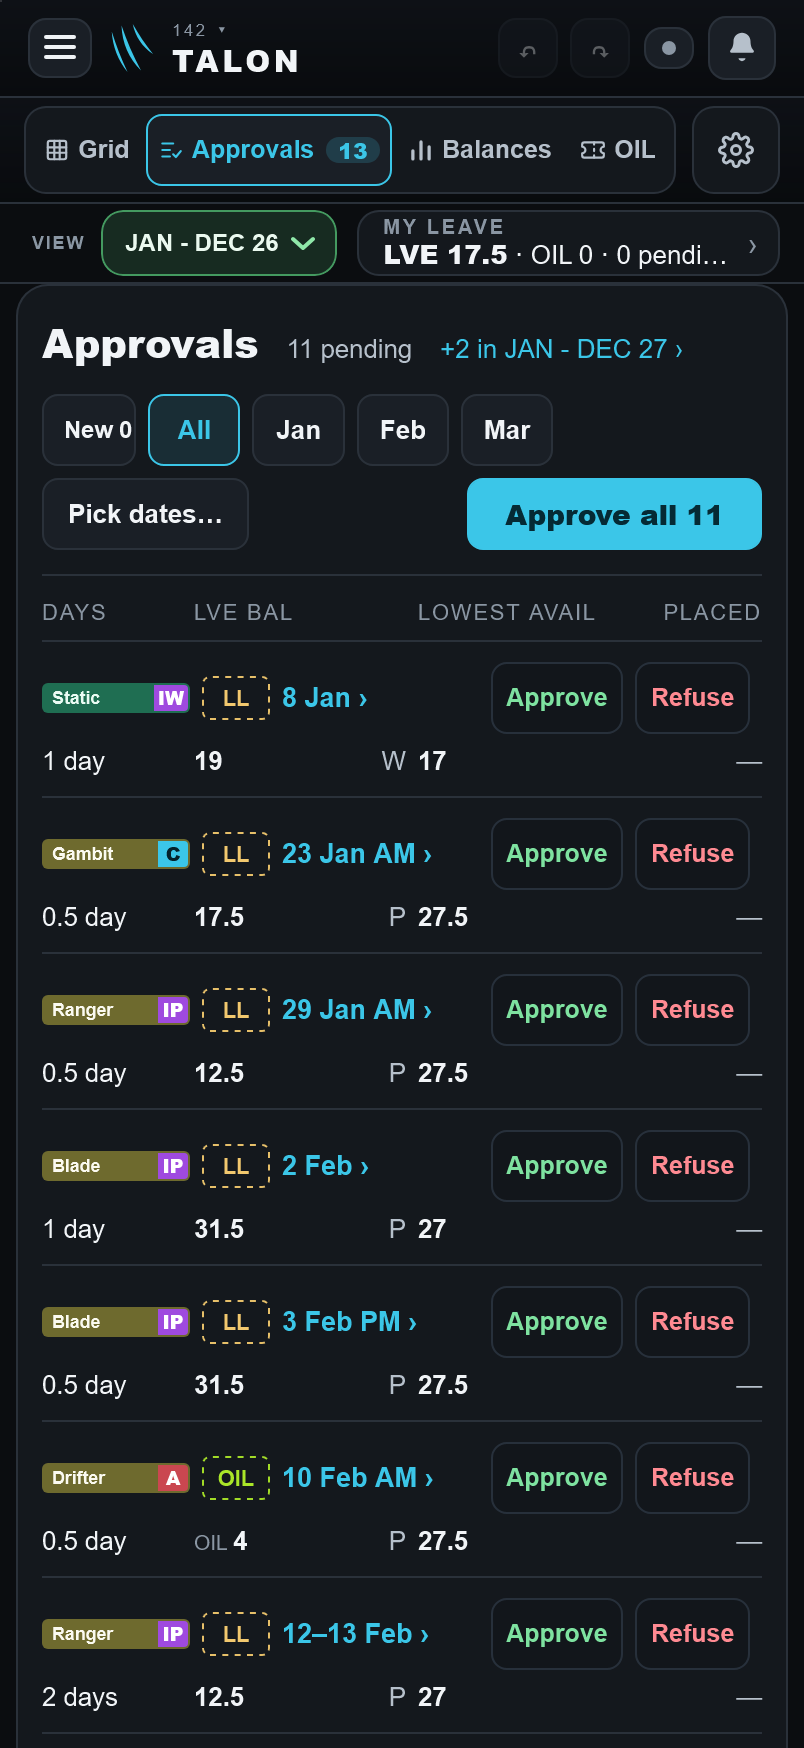 142 ▾
TALON
Grid
Approvals 13
Balances
OIL
VIEW
JAN - DEC 26
MY LEAVE
LVE 17.5 · OIL 0 · 0 pendi… ›
Approvals 11 pending +2 in JAN - DEC 27 ›
New 0 All Jan Feb Mar
Pick dates… Approve all 11
DAYS LVE BAL LOWEST AVAIL PLACED
Static IW LL 8 Jan › Approve Refuse
1 day 19 W 17 —
Gambit C LL 23 Jan AM › Approve Refuse
0.5 day 17.5 P 27.5 —
Ranger IP LL 29 Jan AM › Approve Refuse
0.5 day 12.5 P 27.5 —
Blade IP LL 2 Feb › Approve Refuse
1 day 31.5 P 27 —
Blade IP LL 3 Feb PM › Approve Refuse
0.5 day 31.5 P 27.5 —
Drifter A OIL 10 Feb AM › Approve Refuse
0.5 day OIL 4 P 27.5 —
Ranger IP LL 12–13 Feb › Approve Refuse
2 days 12.5 P 27 —